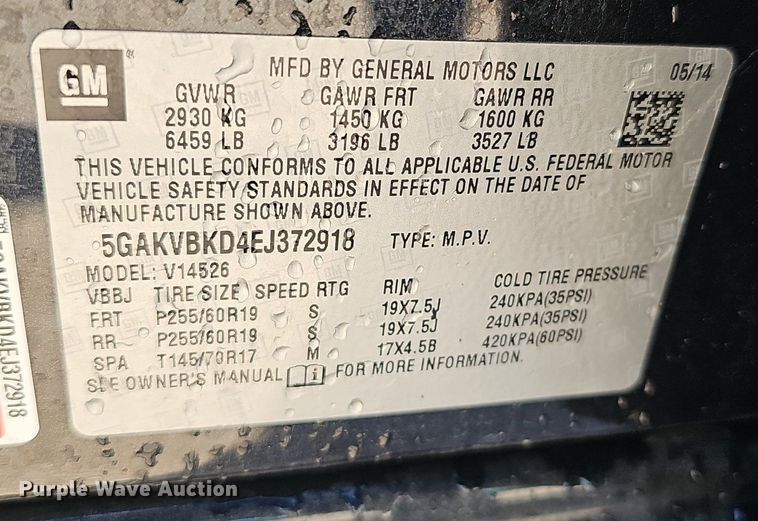 GM
MFD BY GENERAL MOTORS LLC 05/14
GVWR GAWR FRT GAWR RR
2930 KG 1450 KG 1600 KG
6459 LB 3196 LB 3527 LB
THIS VEHICLE CONFORMS TO ALL APPLICABLE U.S. FEDERAL MOTOR
VEHICLE SAFETY STANDARDS IN EFFECT ON THE DATE OF
MANUFACTURE SHOWN ABOVE.
5GAKVBKD4EJ372918 TYPE: M.P.V.
MODEL: V14526
VBBJ TIRE SIZE SPEED RTG RIM COLD TIRE PRESSURE
FRT P255/60R19 S 19X7.5J 240KPA(35PSI)
RR P255/60R19 S 19X7.5J 240KPA(35PSI)
SPA T145/70R17 M 17X4.5B 420KPA(60PSI)
SEE OWNER'S MANUAL i FOR MORE INFORMATION.
5GAKVBKD4EJ372918
Purple Wave Auction